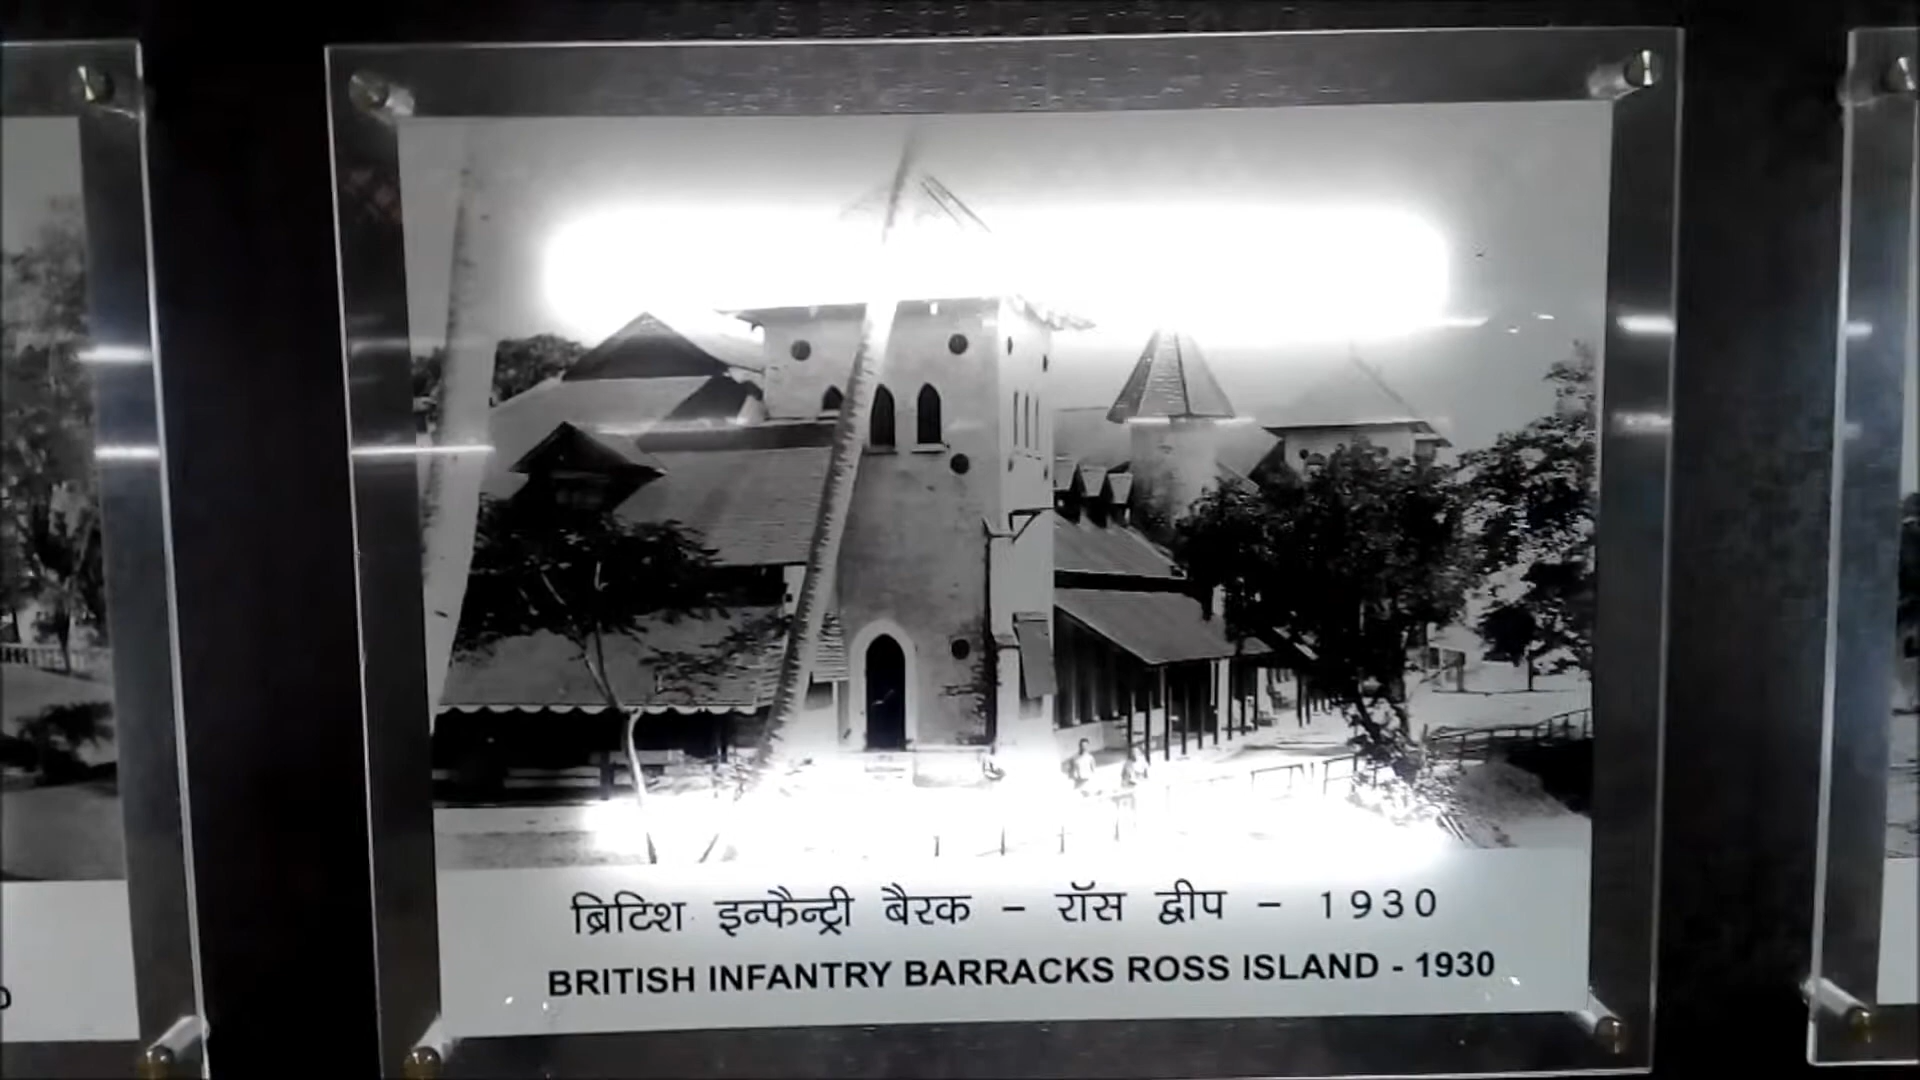 ब्रिटिश इन्फैन्ट्री बैरक – रॉस द्वीप – 1930
BRITISH INFANTRY BARRACKS ROSS ISLAND - 1930